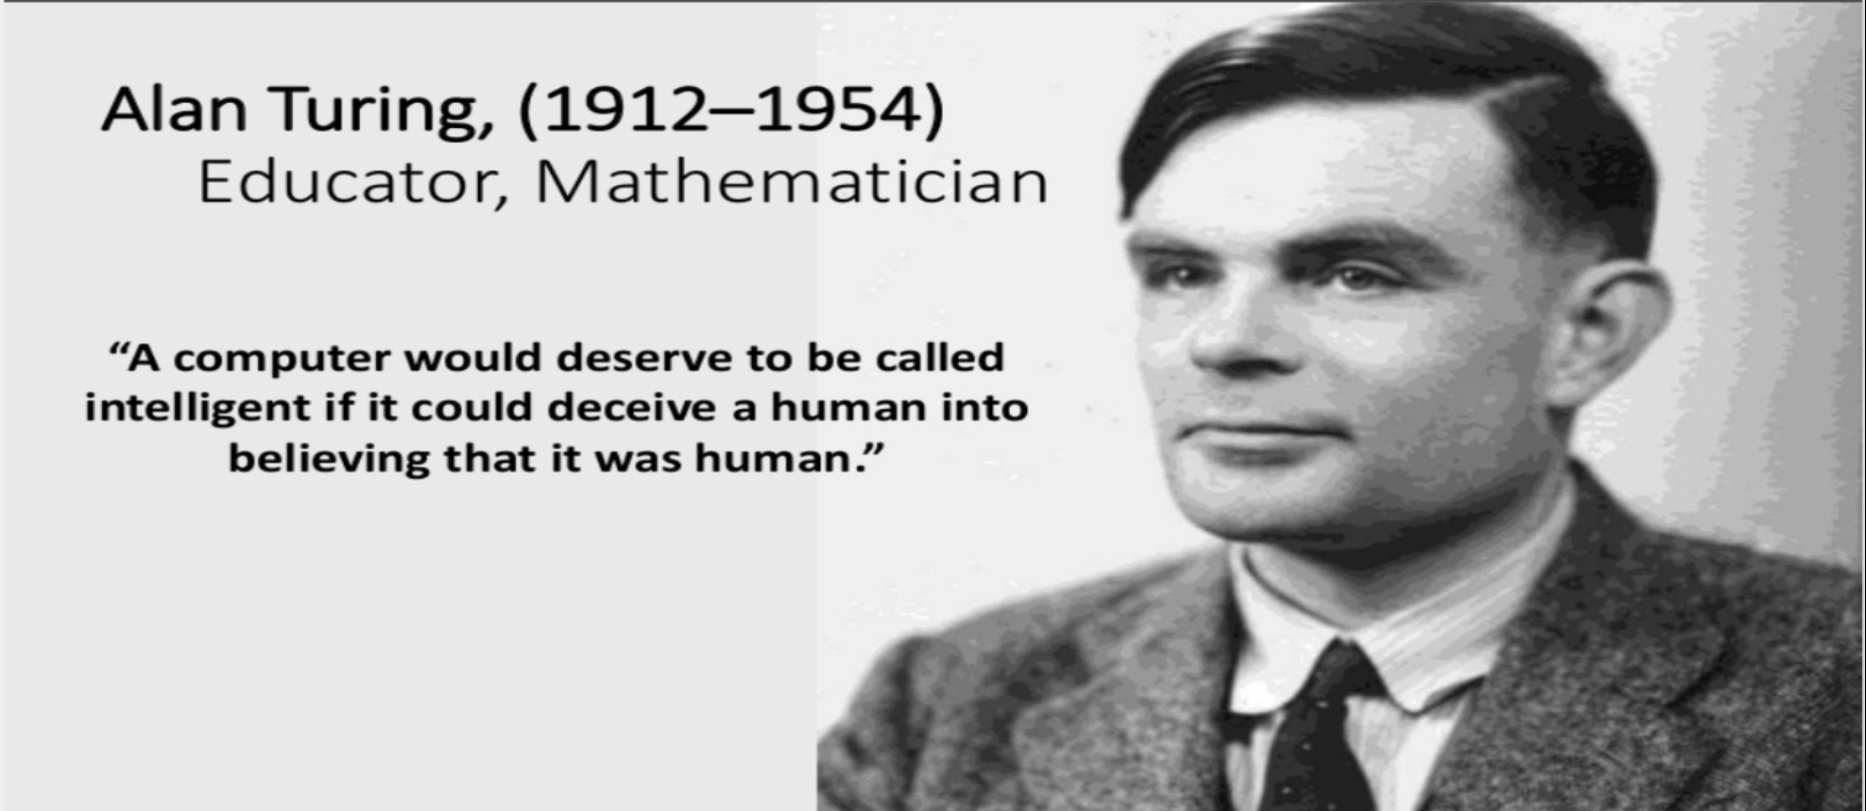 Alan Turing, (1912–1954)
Educator, Mathematician
“A computer would deserve to be called
intelligent if it could deceive a human into
believing that it was human.”